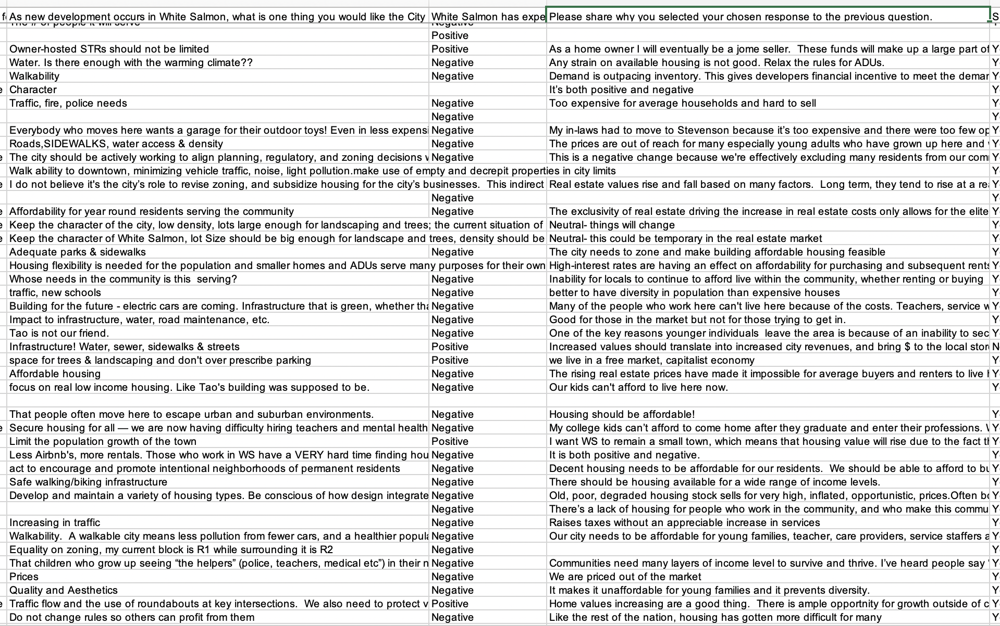 As new development occurs in White Salmon, what is one thing you would like the City White Salmon has expe Please share why you selected your chosen response to the previous question. S
Positive
Owner-hosted STRs should not be limited Positive As a home owner I will eventually be a jome seller. These funds will make up a large part of Y
Water. Is there enough with the warming climate?? Negative Any strain on available housing is not good. Relax the rules for ADUs. Y
Walkability Negative Demand is outpacing inventory. This gives developers financial incentive to meet the demar Y
e Character It’s both positive and negative Y
Traffic, fire, police needs Negative Too expensive for average households and hard to sell Y
Negative Y
Everybody who moves here wants a garage for their outdoor toys! Even in less expensi Negative My in-laws had to move to Stevenson because it’s too expensive and there were too few op Y
Roads,SIDEWALKS, water access & density Negative The prices are out of reach for many especially young adults who have grown up here and Y
e The city should be actively working to align planning, regulatory, and zoning decisions Negative This is a negative change because we're effectively excluding many residents from our com Y
Walk ability to downtown, minimizing vehicle traffic, noise, light pollution.make use of empty and decrepit properties in city limits Y
e I do not believe it's the city’s role to revise zoning, and subsidize housing for the city’s businesses. This indirect Real estate values rise and fall based on many factors. Long term, they tend to rise at a rea Y
Negative Y
e Affordability for year round residents serving the community Negative The exclusivity of real estate driving the increase in real estate costs only allows for the elite Y
e Keep the character of the city, low density, lots large enough for landscaping and trees; the current situation of Neutral- things will change Y
e Keep the character of White Salmon, lot Size should be big enough for landscape and trees, density should be Neutral- this could be temporary in the real estate market Y
Adequate parks & sidewalks Negative The city needs to zone and make building affordable housing feasible Y
Housing flexibility is needed for the population and smaller homes and ADUs serve many purposes for their own High-interest rates are having an effect on affordability for purchasing and subsequent rents Y
Whose needs in the community is this serving? Negative Inability for locals to continue to afford live within the community, whether renting or buying Y
traffic, new schools Negative better to have diversity in population than expensive houses Y
Building for the future - electric cars are coming. Infrastructure that is green, whether tha Negative Many of the people who work here can't live here because of the costs. Teachers, service w Y
Impact to infrastructure, water, road maintenance, etc. Negative Good for those in the market but not for those trying to get in. Y
Tao is not our friend. Negative One of the key reasons younger individuals leave the area is because of an inability to sec Y
Infrastructure! Water, sewer, sidewalks & streets Positive Increased values should translate into increased city revenues, and bring $ to the local stor N
space for trees & landscaping and don't over prescribe parking Positive we live in a free market, capitalist economy Y
Affordable housing Negative The rising real estate prices have made it impossible for average buyers and renters to live Y
focus on real low income housing. Like Tao's building was supposed to be. Negative Our kids can't afford to live here now. Y
That people often move here to escape urban and suburban environments. Negative Housing should be affordable! Y
e Secure housing for all — we are now having difficulty hiring teachers and mental health Negative My college kids can’t afford to come home after they graduate and enter their professions. Y
Limit the population growth of the town Positive I want WS to remain a small town, which means that housing value will rise due to the fact th Y
Less Airbnb's, more rentals. Those who work in WS have a VERY hard time finding hou Negative It is both positive and negative. Y
act to encourage and promote intentional neighborhoods of permanent residents Negative Decent housing needs to be affordable for our residents. We should be able to afford to bu Y
Safe walking/biking infrastructure Negative There should be housing available for a wide range of income levels. Y
Develop and maintain a variety of housing types. Be conscious of how design integrate Negative Old, poor, degraded housing stock sells for very high, inflated, opportunistic, prices.Often bo Y
Negative There’s a lack of housing for people who work in the community, and who make this commu Y
Increasing in traffic Negative Raises taxes without an appreciable increase in services Y
Walkability. A walkable city means less pollution from fewer cars, and a healthier popula Negative Our city needs to be affordable for young families, teacher, care providers, service staffers a Y
Equality on zoning, my current block is R1 while surrounding it is R2 Negative Y
That children who grow up seeing “the helpers” (police, teachers, medical etc”) in their n Negative Communities need many layers of income level to survive and thrive. I’ve heard people say Y
Prices Negative We are priced out of the market Y
Quality and Aesthetics Negative It makes it unaffordable for young families and it prevents diversity. Y
e Traffic flow and the use of roundabouts at key intersections. We also need to protect v Positive Home values increasing are a good thing. There is ample opportnity for growth outside of c Y
Do not change rules so others can profit from them Negative Like the rest of the nation, housing has gotten more difficult for many Y